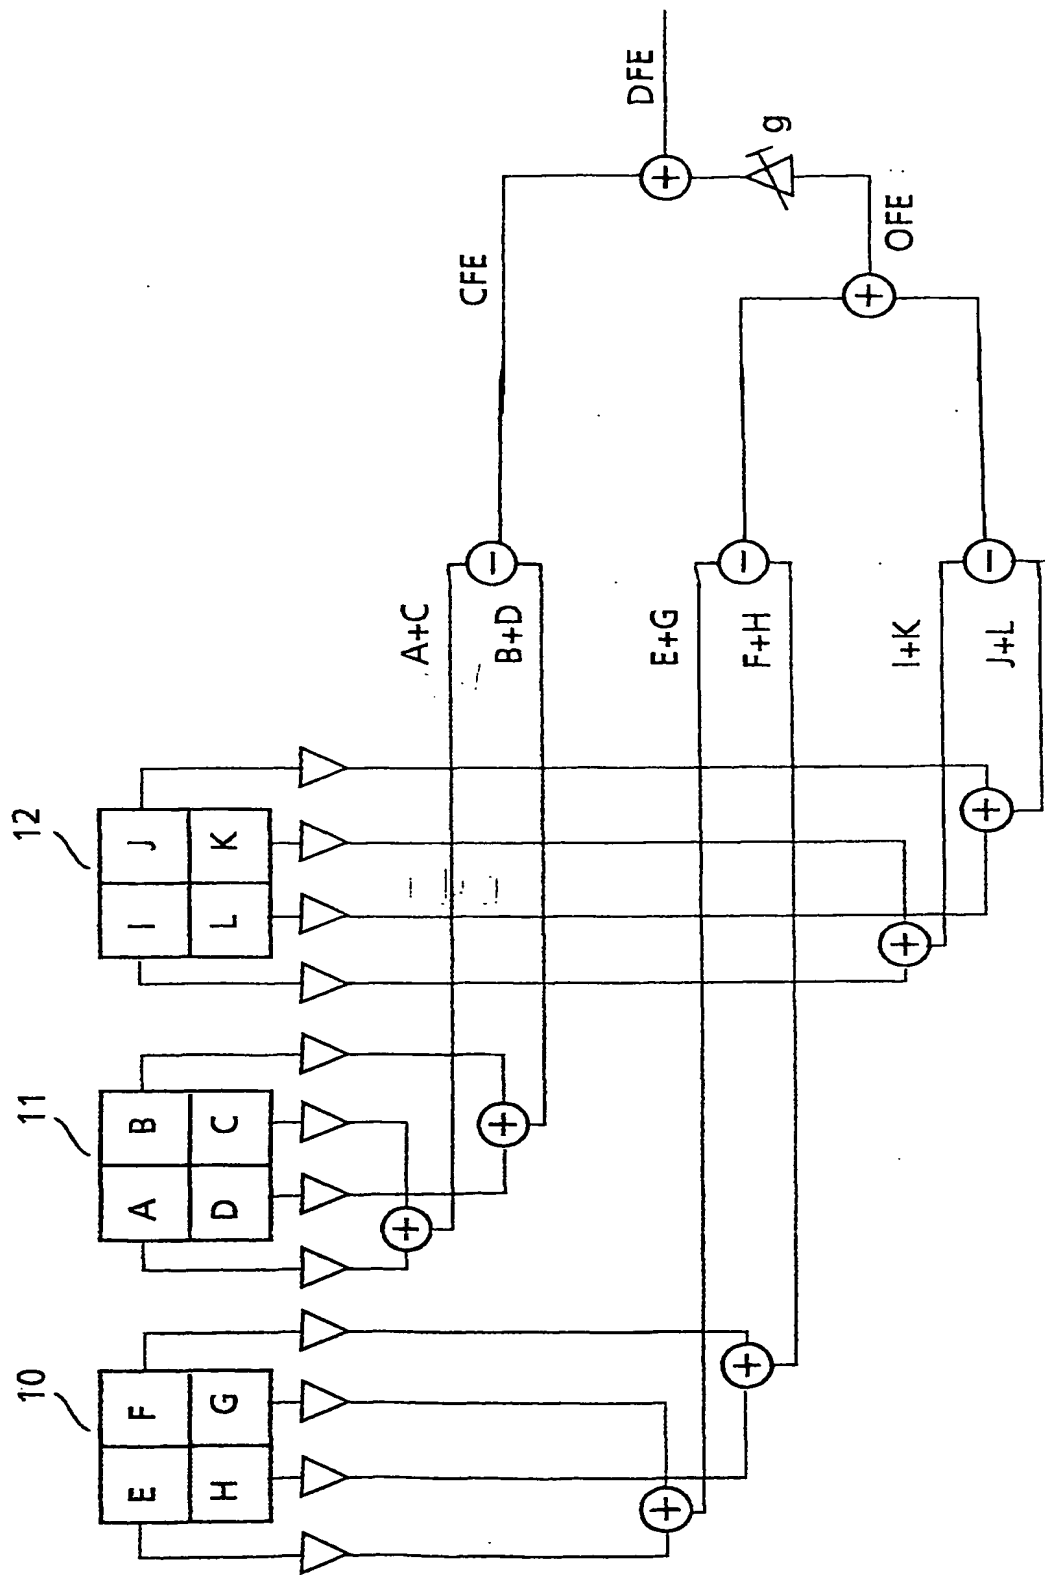 10
11
12
E F
H G
A B
D C
I J
L K
A+C
B+D
E+G
F+H
I+K
J+L
CFE
OFE
g
DFE